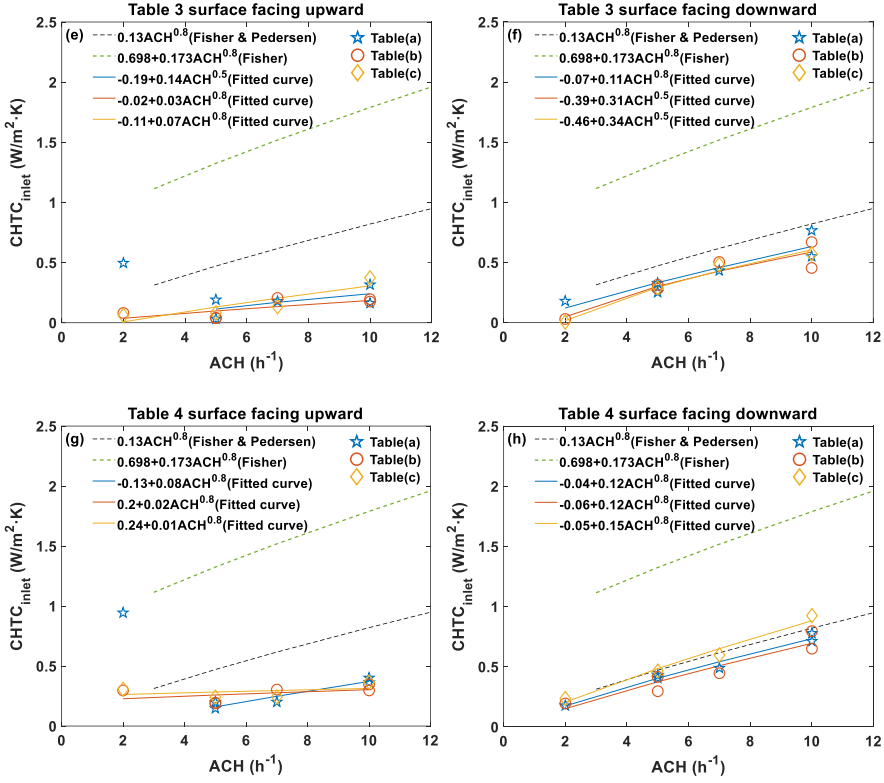 Table 3 surface facing upward
(e)
0.13ACH^0.8(Fisher & Pedersen)
0.698+0.173ACH^0.8(Fisher)
-0.19+0.14ACH^0.5(Fitted curve)
-0.02+0.03ACH^0.8(Fitted curve)
-0.11+0.07ACH^0.8(Fitted curve)
Table(a)
Table(b)
Table(c)
CHTC_inlet (W/m^2·K)
2.5
2
1.5
1
0.5
0
0 2 4 6 8 10 12
ACH (h^-1)
Table 3 surface facing downward
(f)
0.13ACH^0.8(Fisher & Pedersen)
0.698+0.173ACH^0.8(Fisher)
-0.07+0.11ACH^0.8(Fitted curve)
-0.39+0.31ACH^0.5(Fitted curve)
-0.46+0.34ACH^0.5(Fitted curve)
Table(a)
Table(b)
Table(c)
CHTC_inlet (W/m^2·K)
2.5
2
1.5
1
0.5
0
0 2 4 6 8 10 12
ACH (h^-1)
Table 4 surface facing upward
(g)
0.13ACH^0.8(Fisher & Pedersen)
0.698+0.173ACH^0.8(Fisher)
-0.13+0.08ACH^0.8(Fitted curve)
0.2+0.02ACH^0.8(Fitted curve)
0.24+0.01ACH^0.8(Fitted curve)
Table(a)
Table(b)
Table(c)
CHTC_inlet (W/m^2·K)
2.5
2
1.5
1
0.5
0
0 2 4 6 8 10 12
ACH (h^-1)
Table 4 surface facing downward
(h)
0.13ACH^0.8(Fisher & Pedersen)
0.698+0.173ACH^0.8(Fisher)
-0.04+0.12ACH^0.8(Fitted curve)
-0.06+0.12ACH^0.8(Fitted curve)
-0.05+0.15ACH^0.8(Fitted curve)
Table(a)
Table(b)
Table(c)
CHTC_inlet (W/m^2·K)
2.5
2
1.5
1
0.5
0
0 2 4 6 8 10 12
ACH (h^-1)